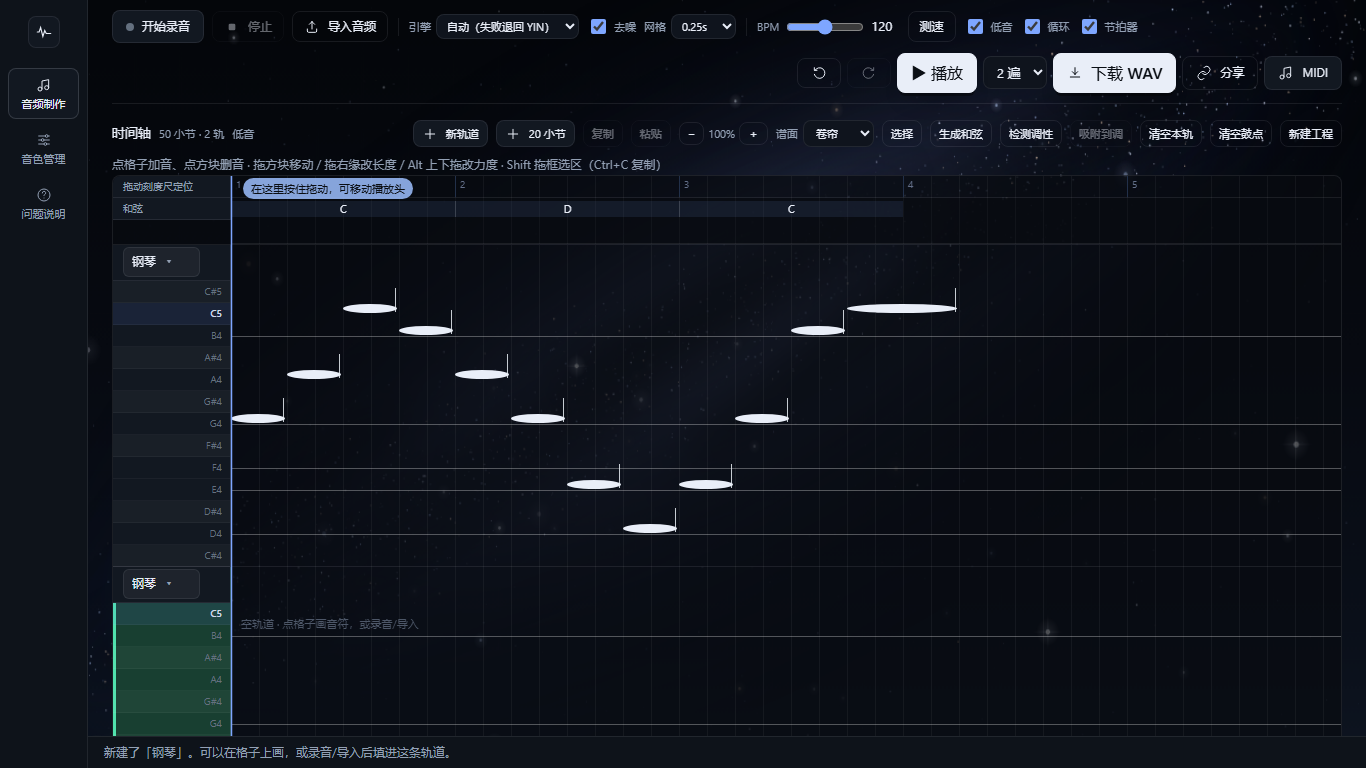 开始录音 停止 导入音频 引擎 自动（失败退回 YIN） 去噪 网格 0.25s BPM 120 测速 低音 循环 节拍器
播放 2 遍 下载 WAV 分享 MIDI
音频制作
音色管理
问题说明
时间轴 50 小节 · 2 轨 低音 新轨道 20 小节 复制 粘贴 − 100% + 谱面 卷帘 选择 生成和弦 检测调性 吸附到调 清空本轨 清空鼓点 新建工程
点格子加音、点方块删音 · 拖方块移动 / 拖右缘改长度 / Alt 上下拖改力度 · Shift 拖框选区（Ctrl+C 复制）
拖动刻度尺定位 1 在这里按住拖动，可移动播放头 2 3 4 5
和弦 C D C
钢琴
C#5
C5
B4
A#4
A4
G#4
G4
F#4
F4
E4
D#4
D4
C#4
钢琴
C5
空轨道 · 点格子画音符，或录音/导入
B4
A#4
A4
G#4
G4
新建了「钢琴」。可以在格子上画，或录音/导入后填进这条轨道。